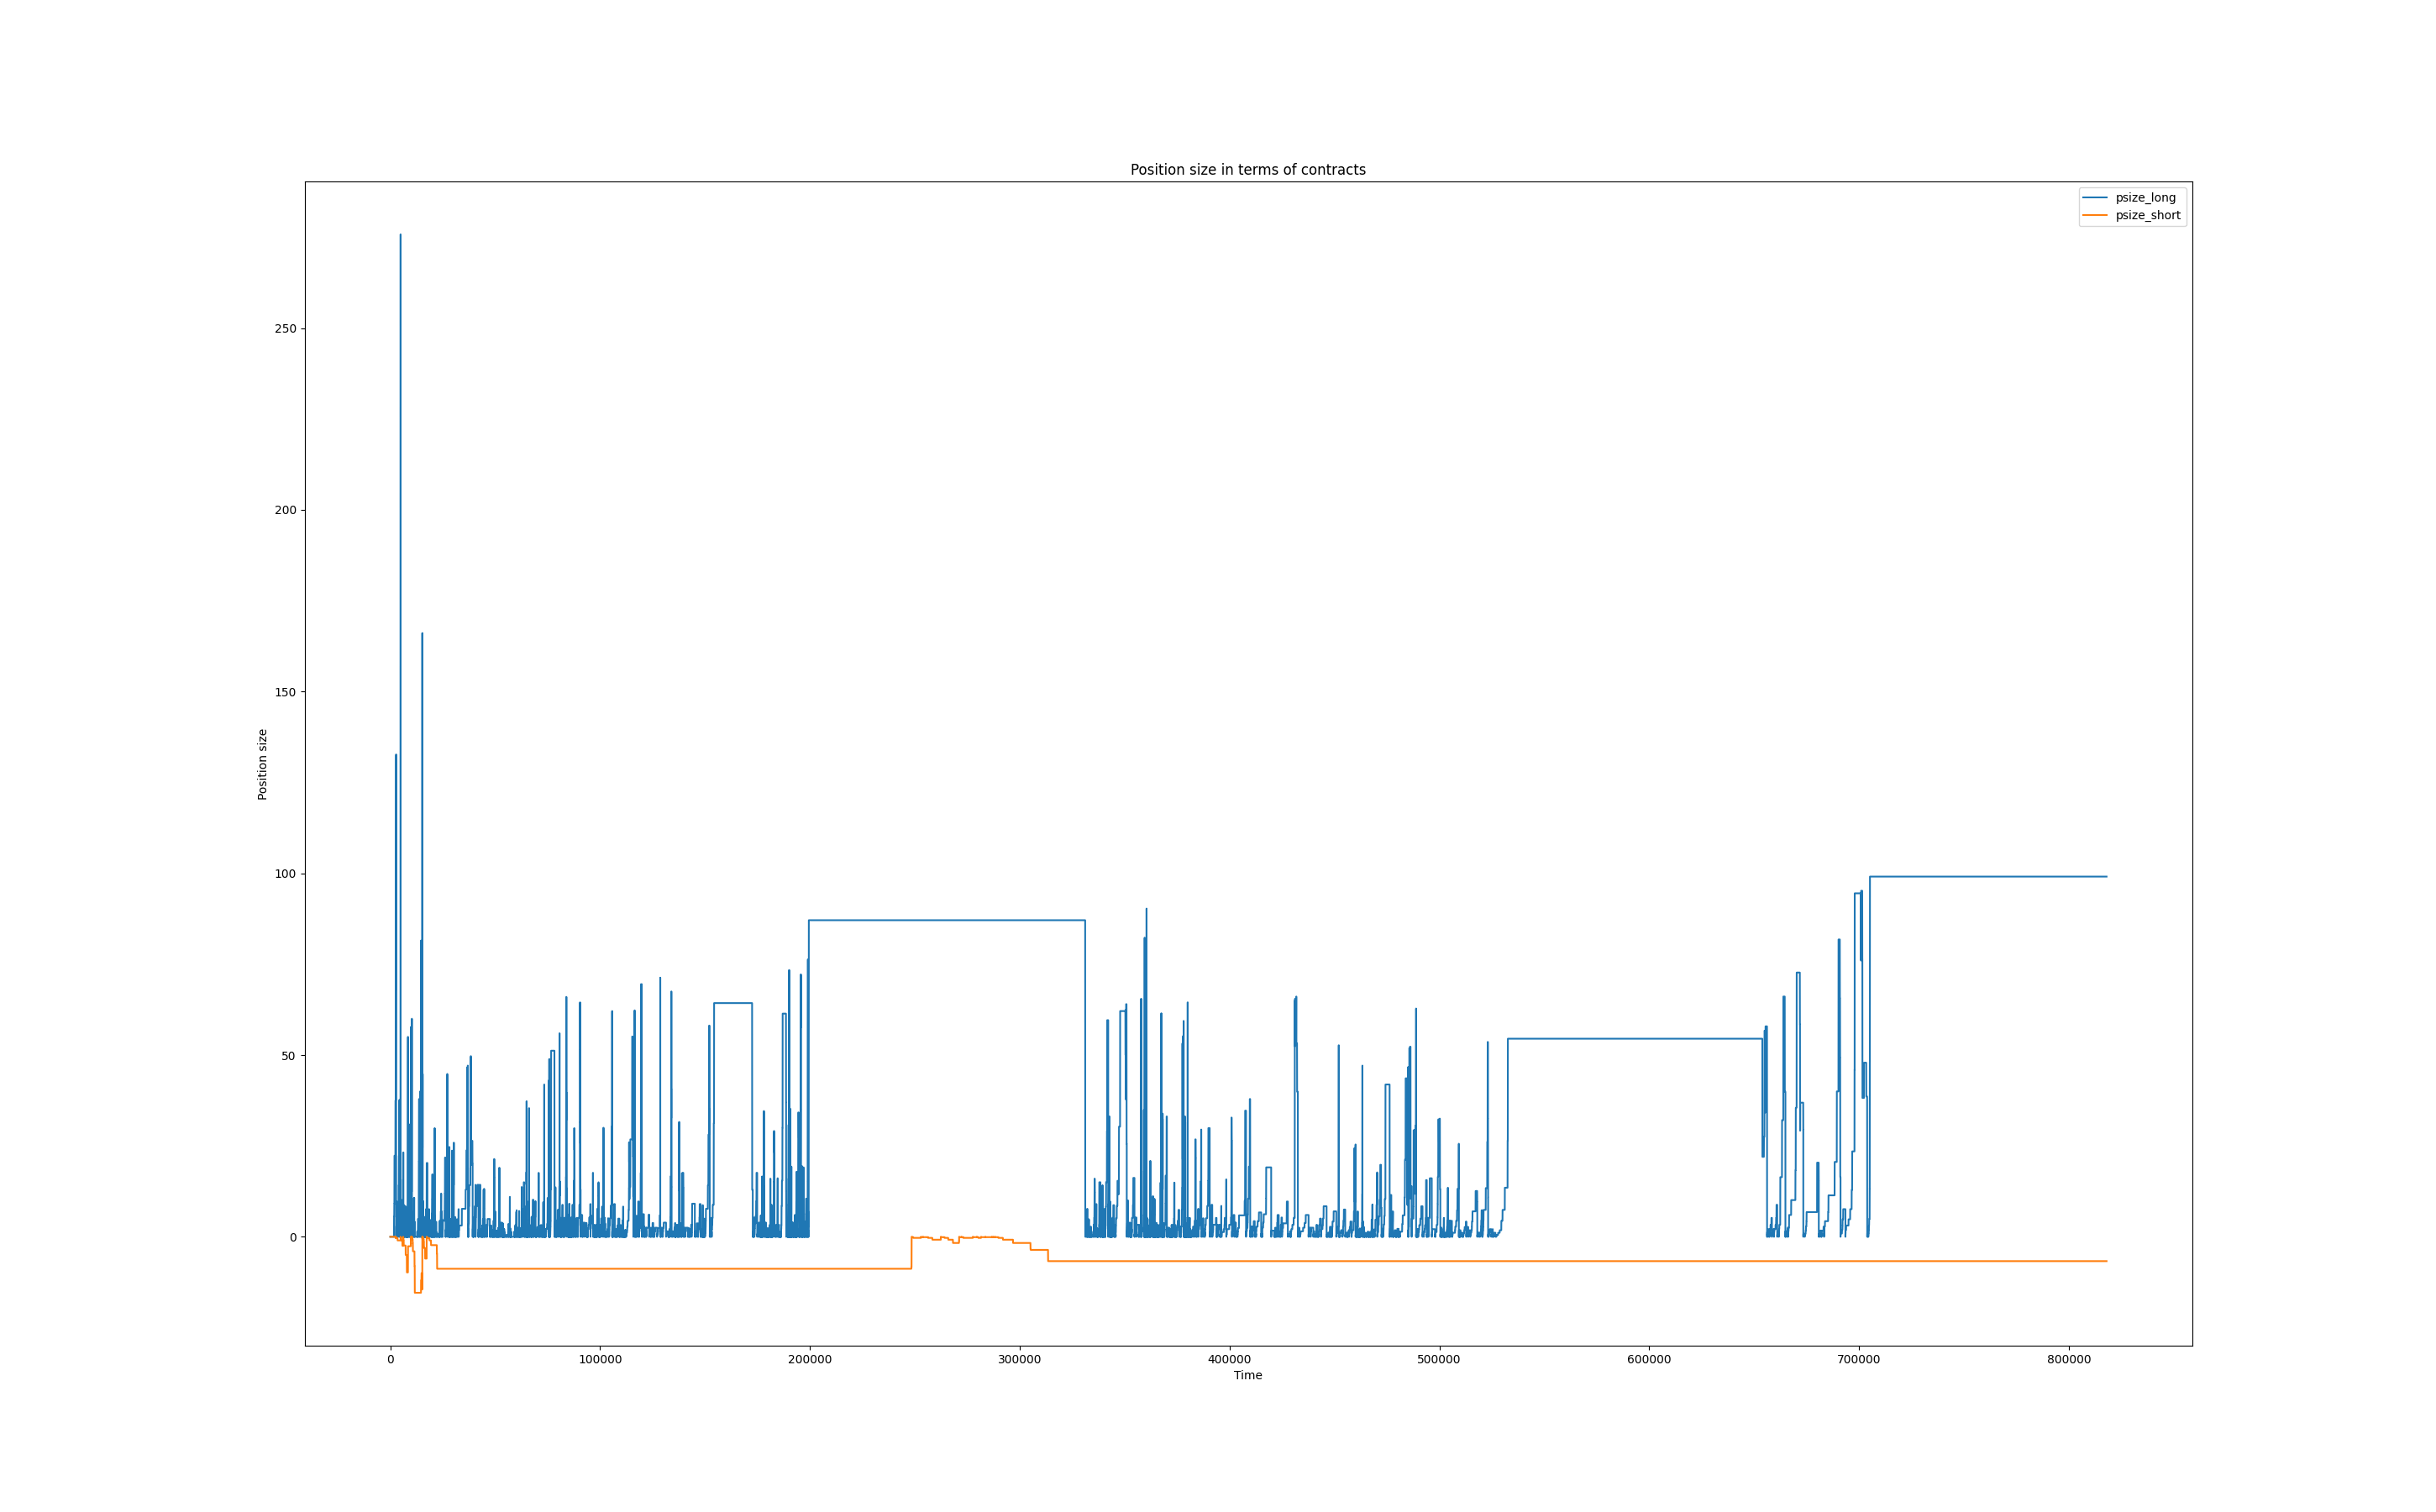 Position size in terms of contracts
psize_long
psize_short
250
200
150
100
50
0
Position size
0 100000 200000 300000 400000 500000 600000 700000 800000
Time